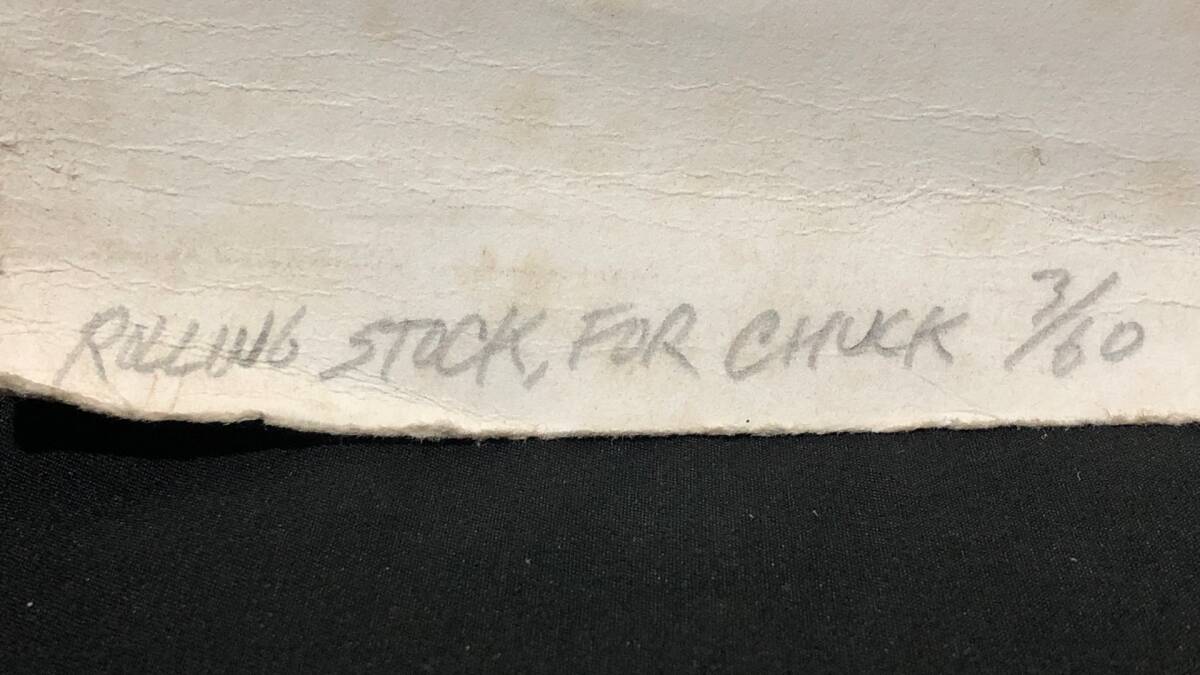 ROLLING STOCK, FOR CHUCK 3/60